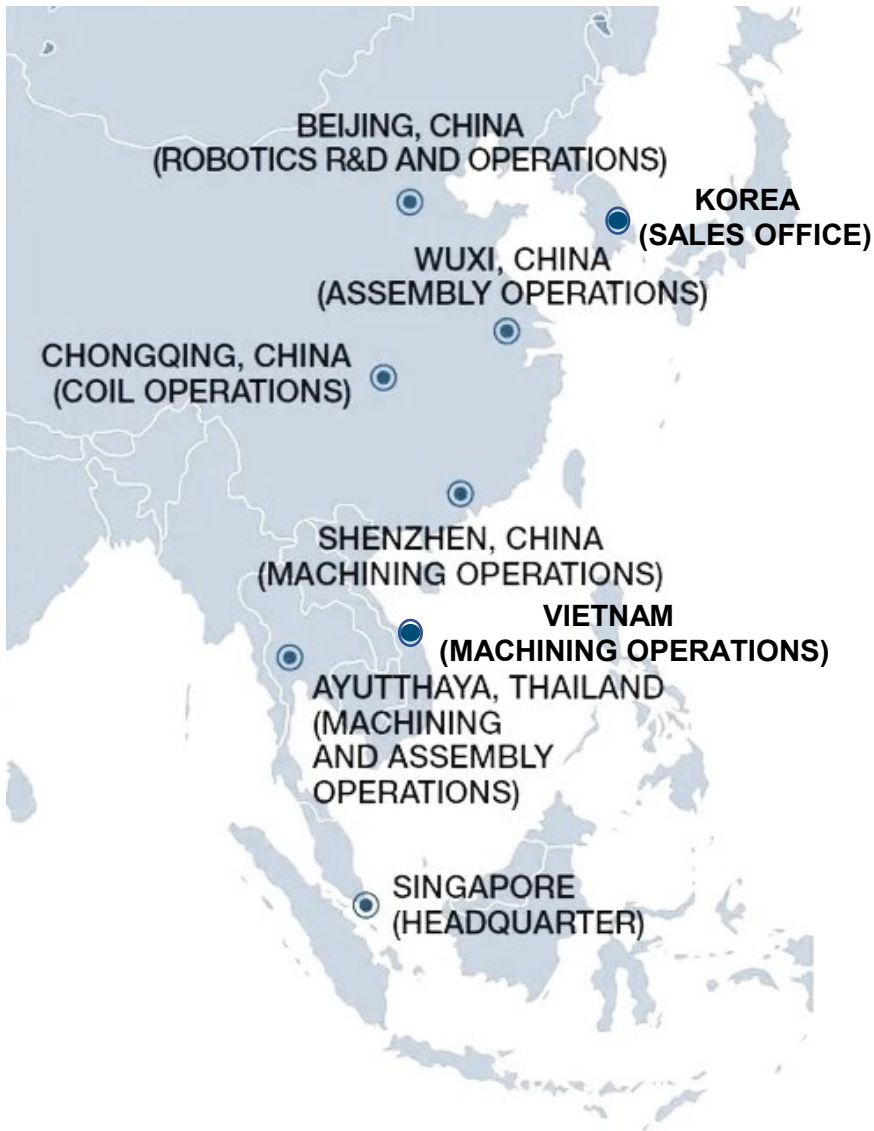 BEIJING, CHINA
(ROBOTICS R&D AND OPERATIONS)
KOREA
(SALES OFFICE)
WUXI, CHINA
(ASSEMBLY OPERATIONS)
CHONGQING, CHINA
(COIL OPERATIONS)
SHENZHEN, CHINA
(MACHINING OPERATIONS)
VIETNAM
(MACHINING OPERATIONS)
AYUTTHAYA, THAILAND
(MACHINING
AND ASSEMBLY
OPERATIONS)
SINGAPORE
(HEADQUARTER)